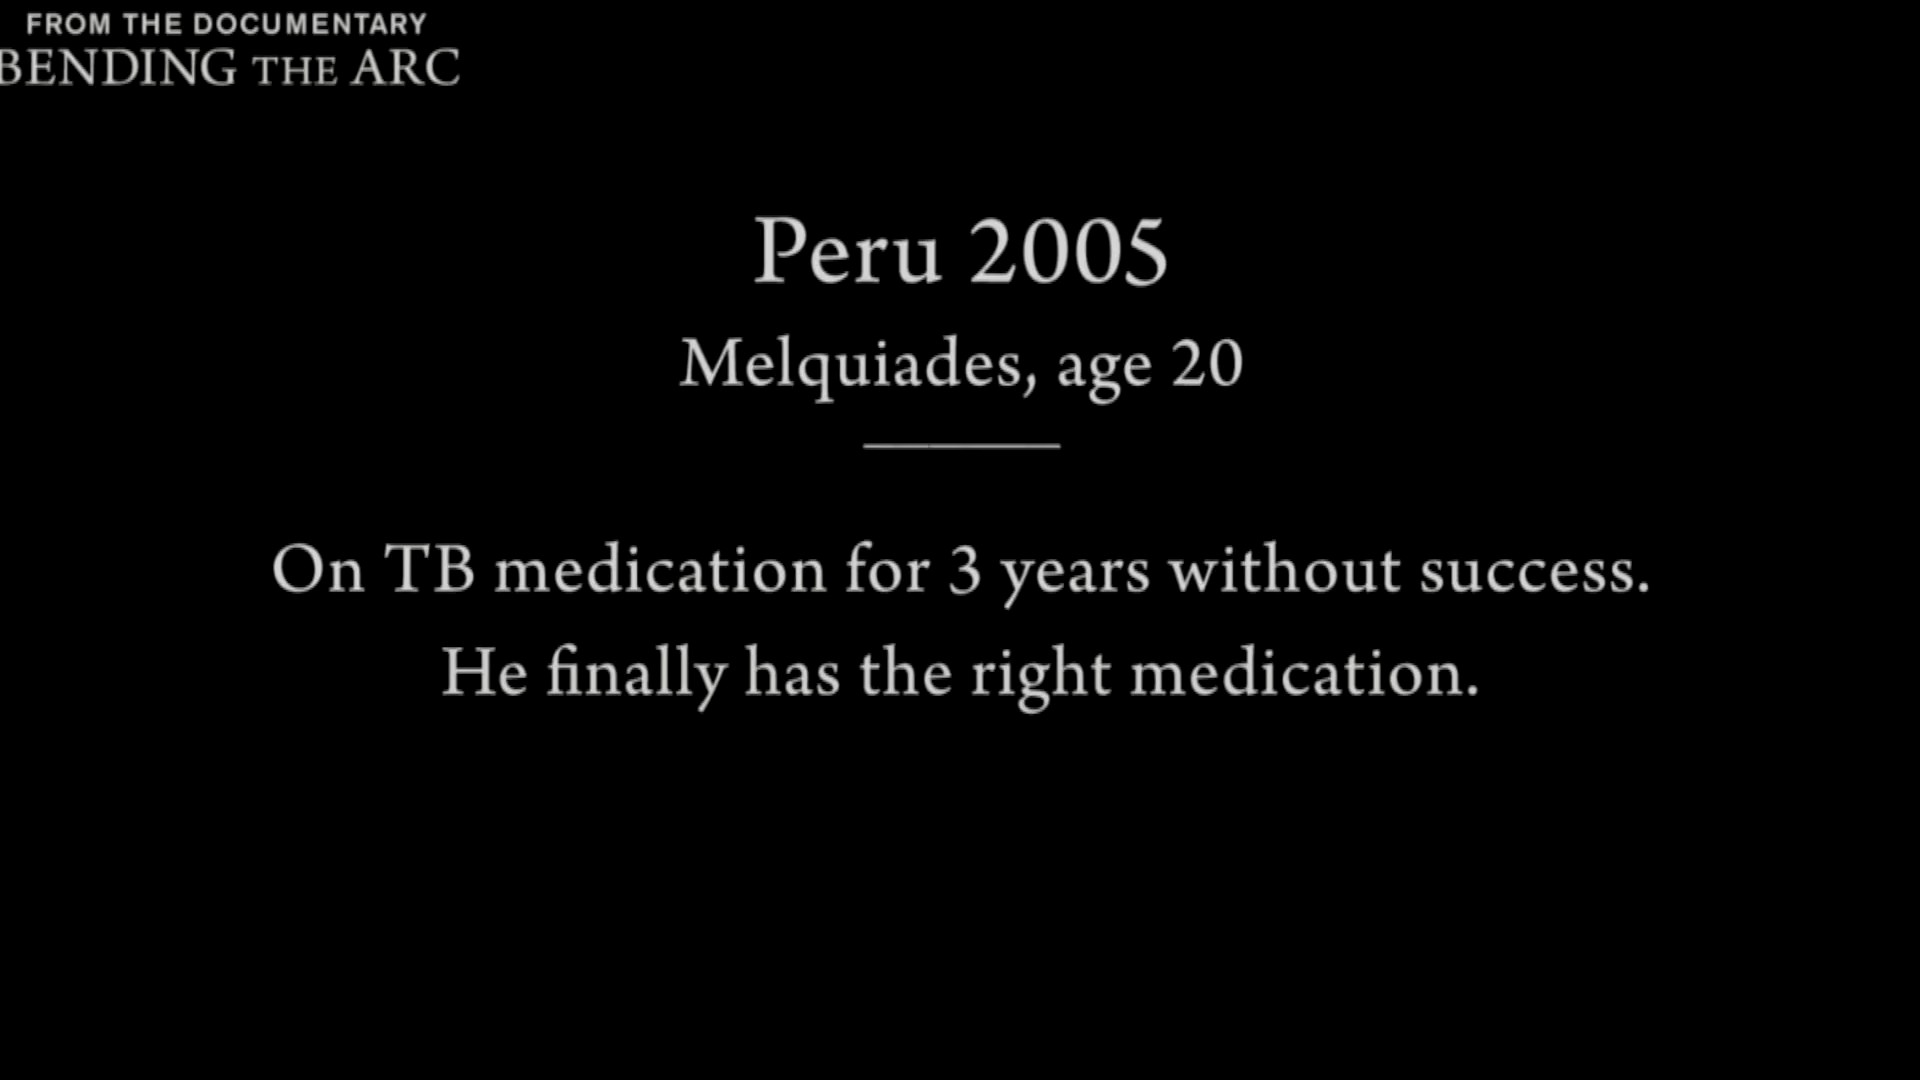 FROM THE DOCUMENTARY
BENDING THE ARC
Peru 2005
Melquiades, age 20
On TB medication for 3 years without success.
He finally has the right medication.